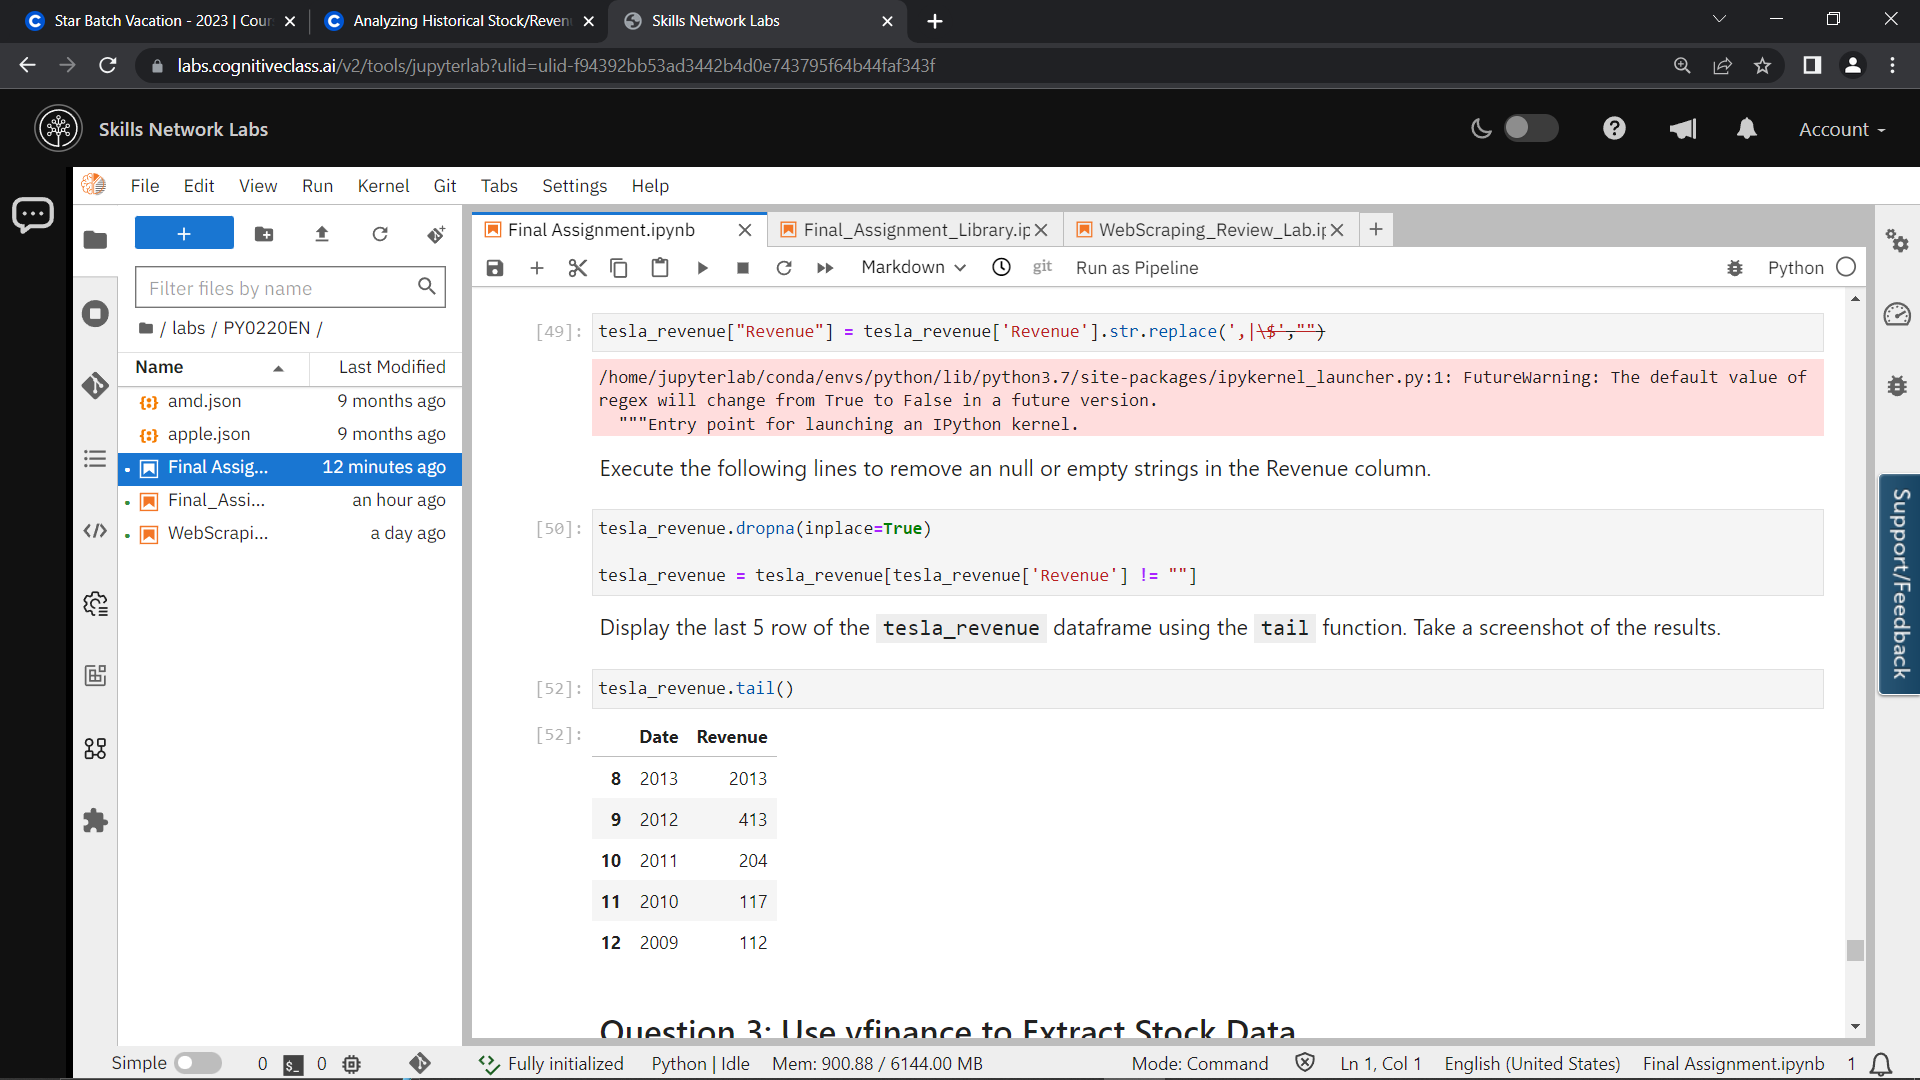 Star Batch Vacation - 2023 | Cour
Analyzing Historical Stock/Reven
Skills Network Labs
labs.cognitiveclass.ai/v2/tools/jupyterlab?ulid=ulid-f94392bb53ad3442b4d0e743795f64b44faf343f
Skills Network Labs
Account
File Edit View Run Kernel Git Tabs Settings Help
Final Assignment.ipynb
Final_Assignment_Library.ip
WebScraping_Review_Lab.ip
Markdown
git
Run as Pipeline
Python
Filter files by name
/ labs / PY0220EN /
Name Last Modified
amd.json 9 months ago
apple.json 9 months ago
Final Assig... 12 minutes ago
Final_Assi... an hour ago
WebScrapi... a day ago
[49]: tesla_revenue["Revenue"] = tesla_revenue['Revenue'].str.replace(',|\$',"")
/home/jupyterlab/conda/envs/python/lib/python3.7/site-packages/ipykernel_launcher.py:1: FutureWarning: The default value of
regex will change from True to False in a future version.
"""Entry point for launching an IPython kernel.
Execute the following lines to remove an null or empty strings in the Revenue column.
[50]: tesla_revenue.dropna(inplace=True)
tesla_revenue = tesla_revenue[tesla_revenue['Revenue'] != ""]
Display the last 5 row of the tesla_revenue dataframe using the tail function. Take a screenshot of the results.
[52]: tesla_revenue.tail()
[52]: Date Revenue
8 2013 2013
9 2012 413
10 2011 204
11 2010 117
12 2009 112
Question 3: Use yfinance to Extract Stock Data
Support/Feedback
Simple 0 $_ 0 Fully initialized Python | Idle Mem: 900.88 / 6144.00 MB Mode: Command Ln 1, Col 1 English (United States) Final Assignment.ipynb 1